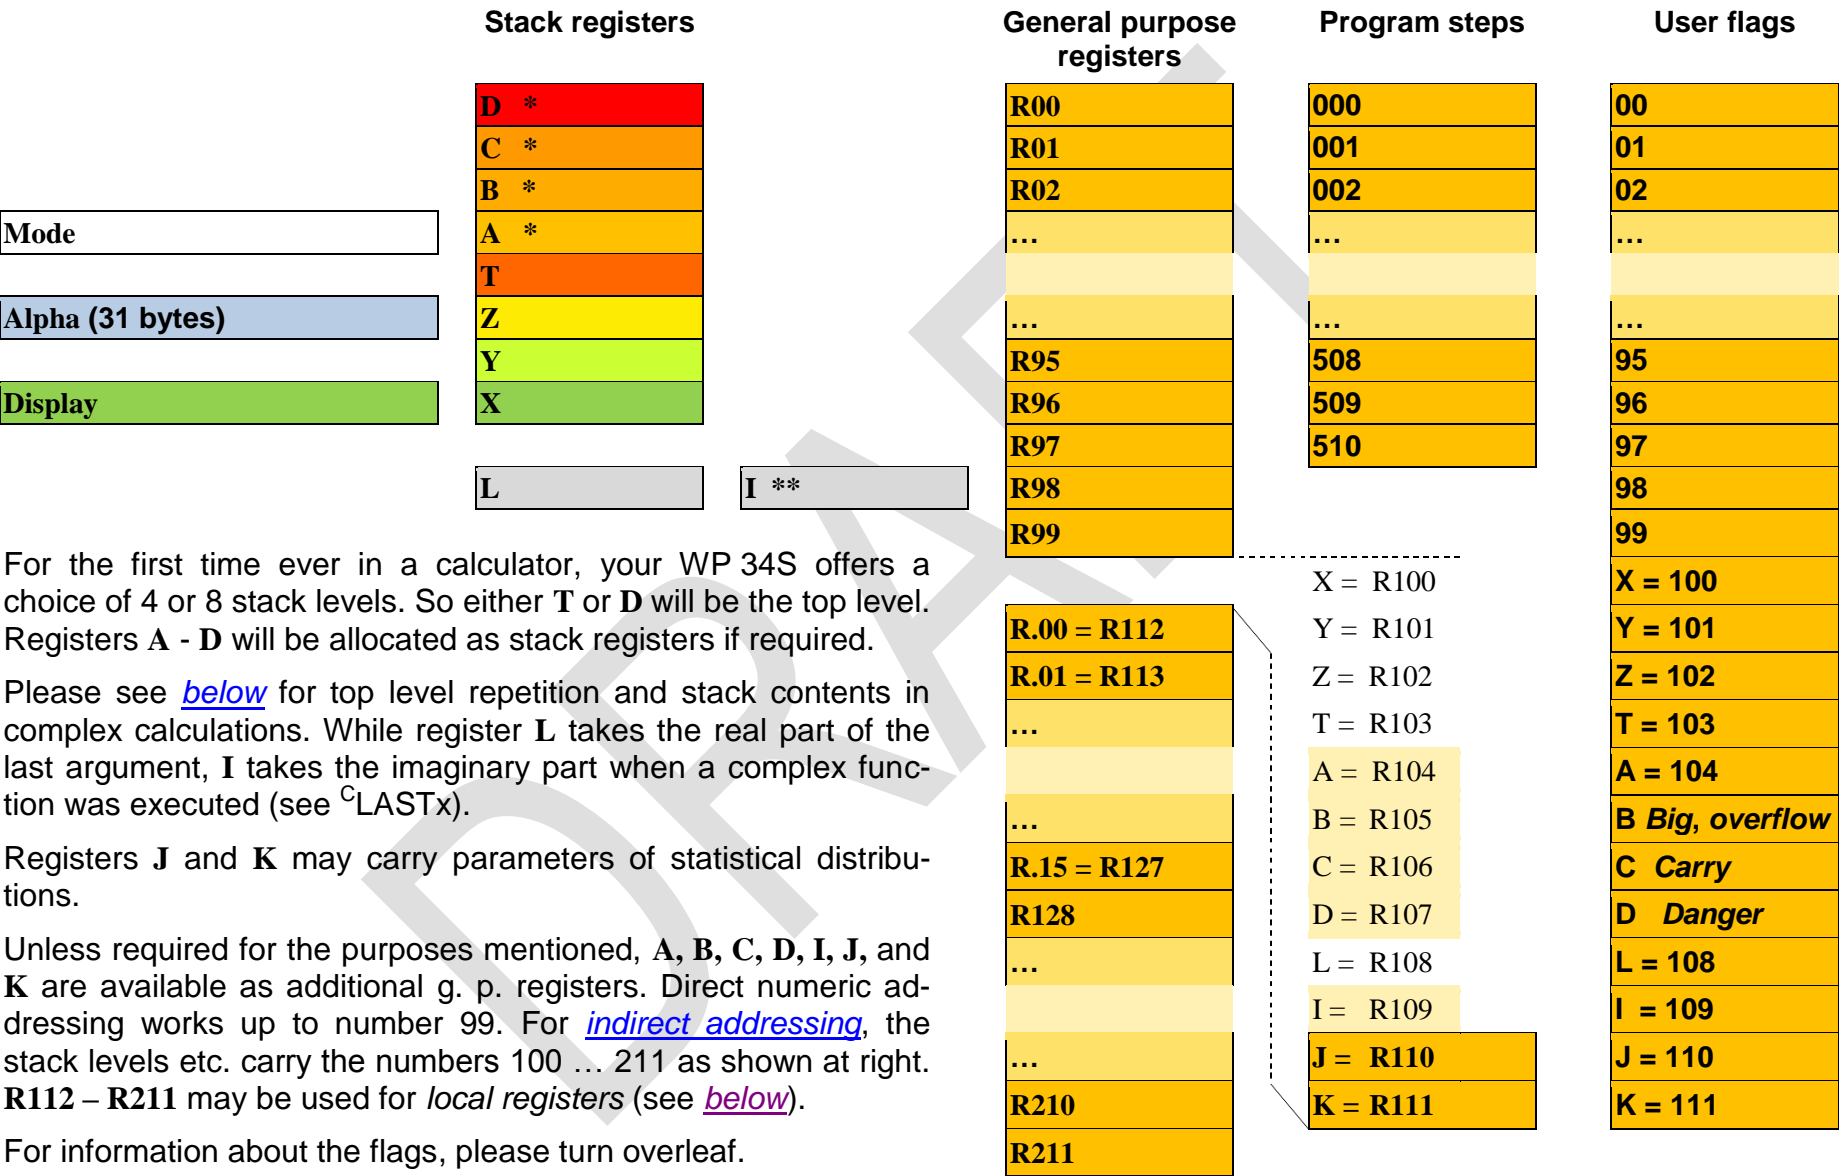 Stack registers
General purpose registers
Program steps
User flags
D *
C *
B *
A *
T
Z
Y
X
L
I **
Mode
Alpha (31 bytes)
Display
For the first time ever in a calculator, your WP 34S offers a
choice of 4 or 8 stack levels. So either T or D will be the top level.
Registers A - D will be allocated as stack registers if required.
Please see below for top level repetition and stack contents in
complex calculations. While register L takes the real part of the
last argument, I takes the imaginary part when a complex func-
tion was executed (see CLASTx).
Registers J and K may carry parameters of statistical distribu-
tions.
Unless required for the purposes mentioned, A, B, C, D, I, J, and
K are available as additional g. p. registers. Direct numeric ad-
dressing works up to number 99. For indirect addressing, the
stack levels etc. carry the numbers 100 … 211 as shown at right.
R112 – R211 may be used for local registers (see below).
For information about the flags, please turn overleaf.
R00
R01
R02
…
…
R95
R96
R97
R98
R99
R.00 = R112
R.01 = R113
…
…
R.15 = R127
R128
…
…
R210
R211
000
001
002
…
…
508
509
510
X = R100
Y = R101
Z = R102
T = R103
A = R104
B = R105
C = R106
D = R107
L = R108
I = R109
J = R110
K = R111
00
01
02
…
…
95
96
97
98
99
X = 100
Y = 101
Z = 102
T = 103
A = 104
B Big, overflow
C Carry
D Danger
L = 108
I = 109
J = 110
K = 111
DRAFT